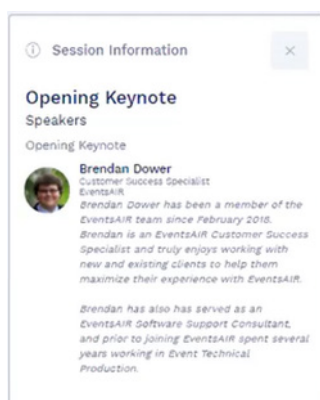 Session Information
Opening Keynote
Speakers
Opening Keynote
Brendan Dower
Customer Success Specialist
EventsAIR
Brendan Dower has been a member of the
EventsAIR team since February 2018.
Brendan is an EventsAIR Customer Success
Specialist and truly enjoys working with
new and existing clients to help them
maximize their experience with EventsAIR.
Brendan has also has served as an
EventsAIR Software Support Consultant,
and prior to joining EventsAIR spent several
years working in Event Technical
Production.